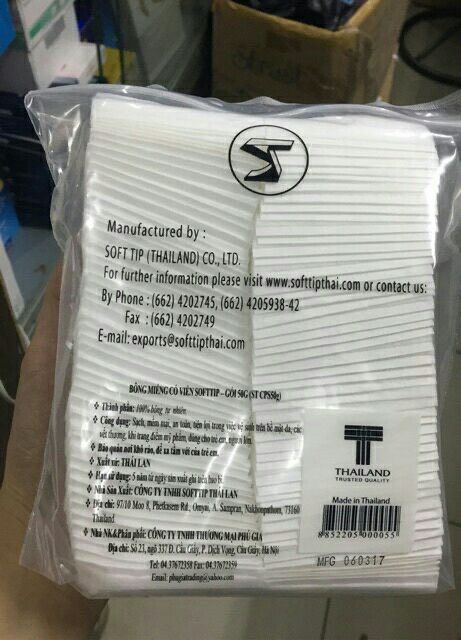 Manufactured by :
SOFT TIP (THAILAND) CO., LTD.
For further information please visit www.softtipthai.com or contact us:
By Phone : (662) 4202745, (662) 4205938-42
Fax : (662) 4202749
E-mail: exports@softtipthai.com
BÔNG MIẾNG CÓ VIỀN SOFTTIP – GÓI 50G (ST CPS50g)
❖ Thành phần: 100% bông tự nhiên
❖ Công dụng: Sạch, mềm mại, an toàn, tiện lợi trong việc vệ sinh trên bề mặt da, các
vết thương, khi trang điểm mỹ phẩm, dùng cho trẻ em, người lớn
❖ Bảo quản nơi khô ráo, để xa tầm với của trẻ em.
❖ Xuất xứ: THÁI LAN
❖ Hạn sử dụng: 5 năm từ ngày sản xuất ghi trên bao bì.
❖ Nhà Sản Xuất: CÔNG TY TNHH SOFTTIP THÁI LAN
❖ Địa chỉ: 97/10 Moo 8, Phetkasem Rd., Omyai, A. Sampran, Nakhonpathom, 73160
Thailand.
❖ Nhà NK&Phân phối: CÔNG TY TNHH THƯƠNG MẠI PHÚ GIA
❖ Địa chỉ: Số 23, ngõ 337 Đ. Cầu Giấy, P. Dịch Vọng, Cầu Giấy, Hà Nội
Tel: 04.37672358 Fax: 04.37672359
Email: phugiatrading@yahoo.com
THAILAND
TRUSTED QUALITY
Made in Thailand
8 852205 000055
MFG 060317